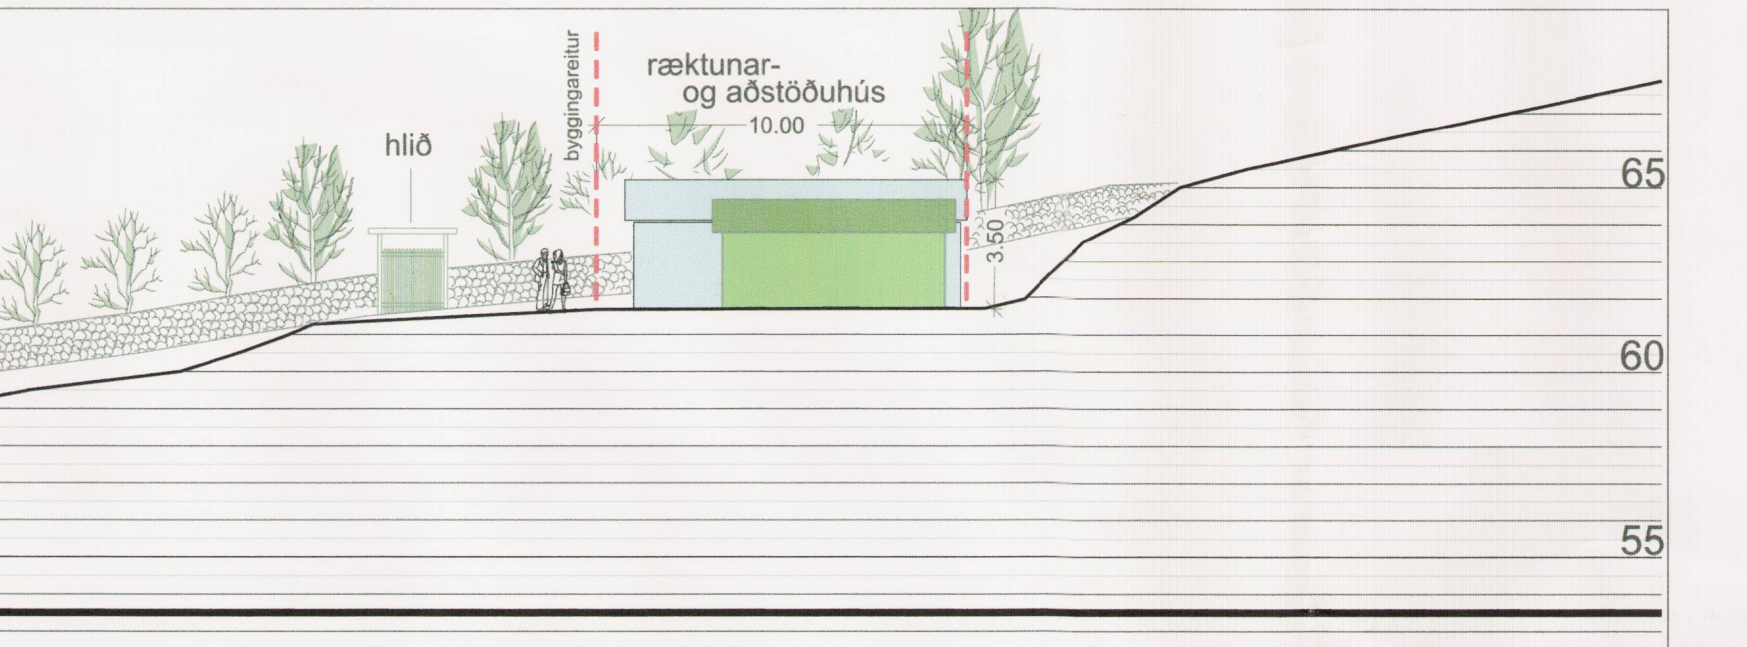 byggingareitur
ræktunar-
og aðstöðuhús
10.00
hlið
65
3.50
60
55